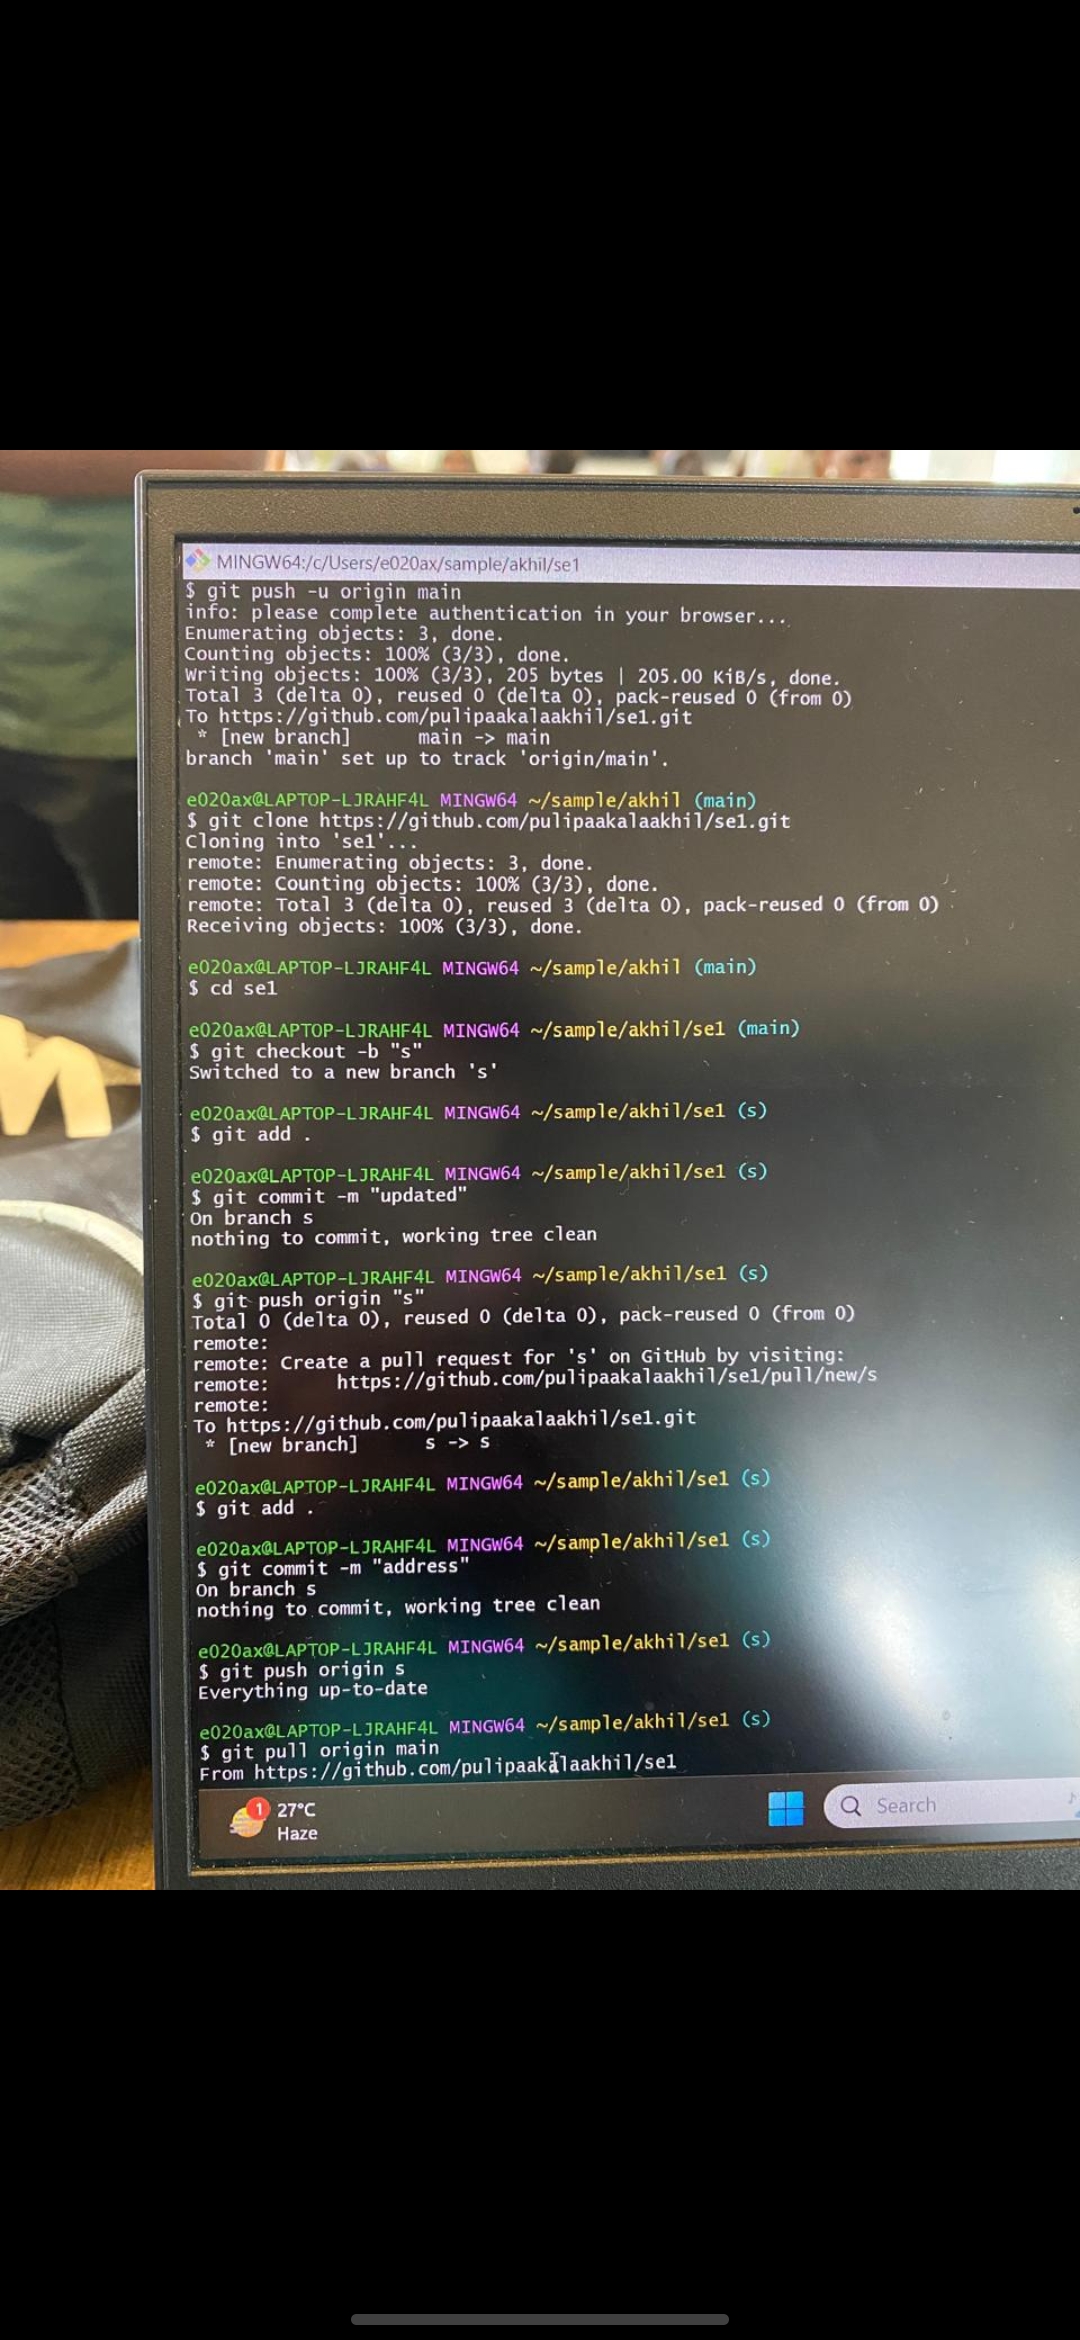 MINGW64:/c/Users/e020ax/sample/akhil/se1
$ git push -u origin main
info: please complete authentication in your browser...
Enumerating objects: 3, done.
Counting objects: 100% (3/3), done.
Writing objects: 100% (3/3), 205 bytes | 205.00 KiB/s, done.
Total 3 (delta 0), reused 0 (delta 0), pack-reused 0 (from 0)
To https://github.com/pulipaakalaakhil/se1.git
* [new branch] main -> main
branch 'main' set up to track 'origin/main'.
e020ax@LAPTOP-LJRAHF4L MINGW64 ~/sample/akhil (main)
$ git clone https://github.com/pulipaakalaakhil/se1.git
Cloning into 'se1'...
remote: Enumerating objects: 3, done.
remote: Counting objects: 100% (3/3), done.
remote: Total 3 (delta 0), reused 3 (delta 0), pack-reused 0 (from 0)
Receiving objects: 100% (3/3), done.
e020ax@LAPTOP-LJRAHF4L MINGW64 ~/sample/akhil (main)
$ cd se1
e020ax@LAPTOP-LJRAHF4L MINGW64 ~/sample/akhil/se1 (main)
$ git checkout -b "s"
Switched to a new branch 's'
e020ax@LAPTOP-LJRAHF4L MINGW64 ~/sample/akhil/se1 (s)
$ git add .
e020ax@LAPTOP-LJRAHF4L MINGW64 ~/sample/akhil/se1 (s)
$ git commit -m "updated"
On branch s
nothing to commit, working tree clean
e020ax@LAPTOP-LJRAHF4L MINGW64 ~/sample/akhil/se1 (s)
$ git push origin "s"
Total 0 (delta 0), reused 0 (delta 0), pack-reused 0 (from 0)
remote:
remote: Create a pull request for 's' on GitHub by visiting:
remote: https://github.com/pulipaakalaakhil/se1/pull/new/s
remote:
To https://github.com/pulipaakalaakhil/se1.git
* [new branch] s -> s
e020ax@LAPTOP-LJRAHF4L MINGW64 ~/sample/akhil/se1 (s)
$ git add .
e020ax@LAPTOP-LJRAHF4L MINGW64 ~/sample/akhil/se1 (s)
$ git commit -m "address"
On branch s
nothing to commit, working tree clean
e020ax@LAPTOP-LJRAHF4L MINGW64 ~/sample/akhil/se1 (s)
$ git push origin s
Everything up-to-date
e020ax@LAPTOP-LJRAHF4L MINGW64 ~/sample/akhil/se1 (s)
$ git pull origin main
From https://github.com/pulipaakalaakhil/se1
1 27°C
Haze
Search